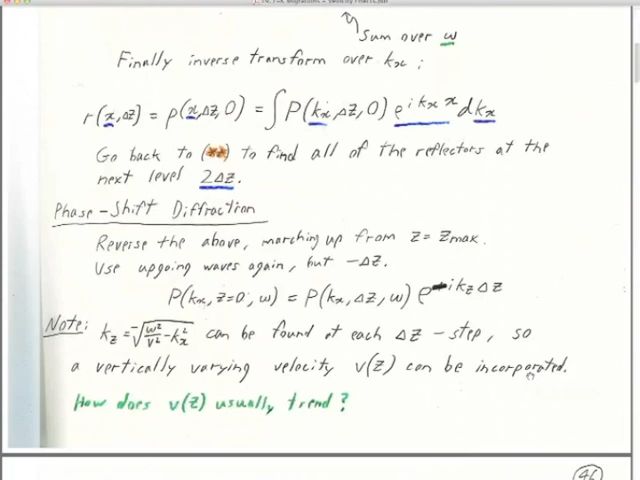 Sum over ω
Finally inverse transform over kx ;
r(x,Δz) = p(x,Δz,0) = ∫P(kx,Δz,0) e^{ikx x} dkx
Go back to (**) to find all of the reflectors at the
next level 2Δz.
Phase-Shift Diffraction
Reverse the above, marching up from z = zmax.
Use upgoing waves again, but -Δz.
P(kx, z=0, ω) = P(kx, Δz, ω) e^{-ikzΔz}
Note: kz = -√(ω²/v² - kx²) can be found at each Δz-step, so
a vertically varying velocity v(z) can be incorporated.
How does v(z) usually trend?
46